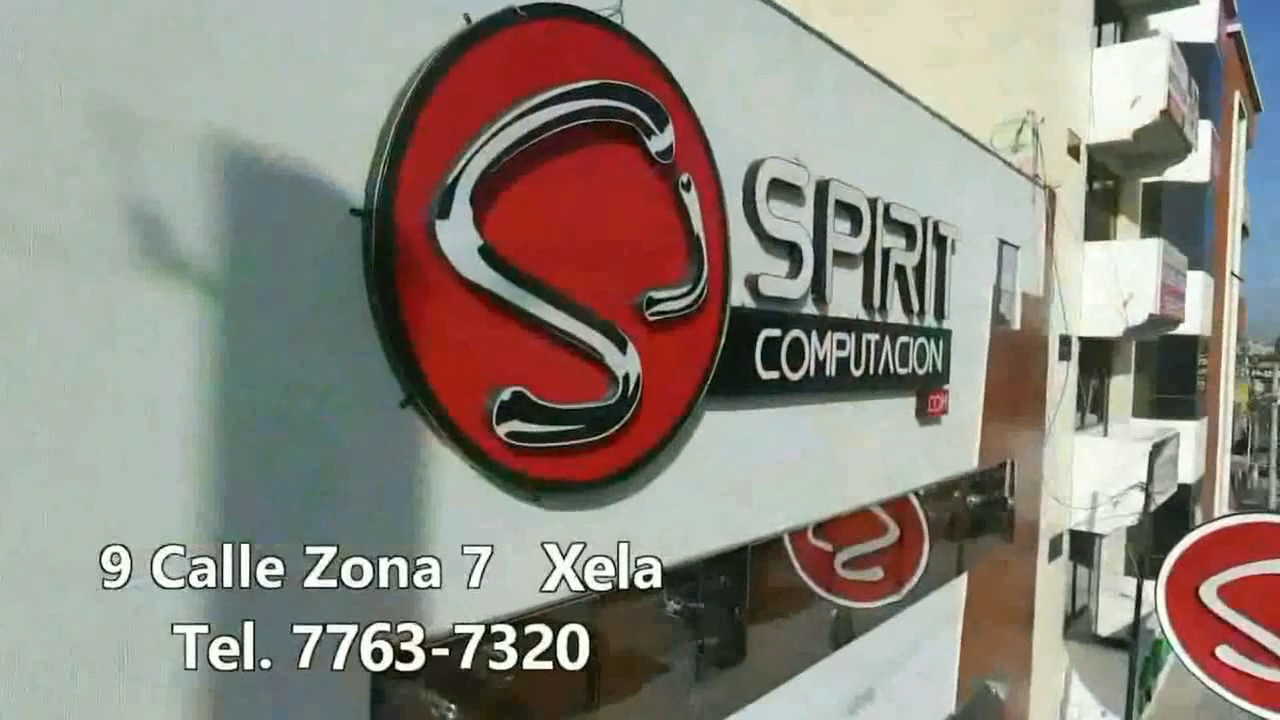 SPIRIT
COMPUTACION
.COM
9 Calle Zona 7 Xela
Tel. 7763-7320